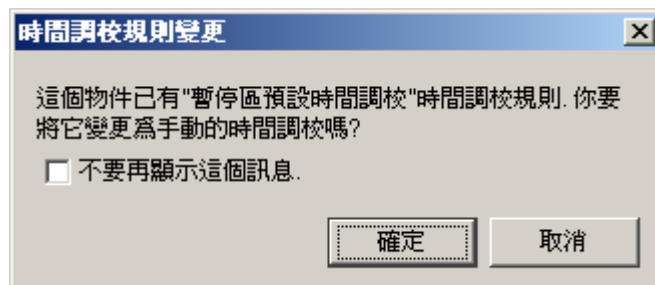 時間調校規則變更
這個物件已有"暫停區預設時間調校"時間調校規則. 你要
將它變更爲手動的時間調校嗎?
不要再顯示這個訊息.
確定
取消